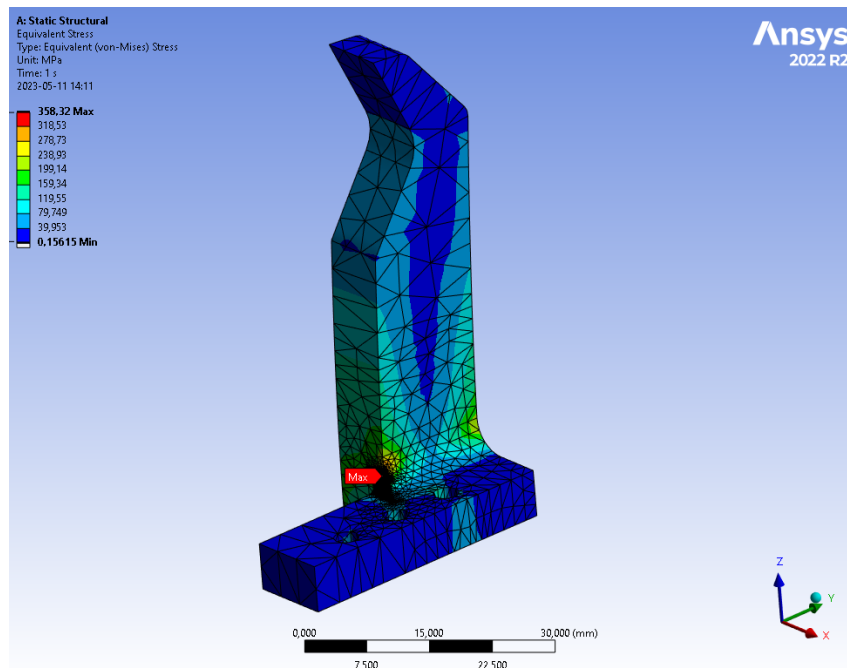 A: Static Structural
Equivalent Stress
Type: Equivalent (von-Mises) Stress
Unit: MPa
Time: 1 s
2023-05-11 14:11
358,32 Max
318,53
278,73
238,93
199,14
159,34
119,55
79,749
39,953
0,15615 Min
Ansys
2022 R2
Max
0,000 15,000 30,000 (mm)
7,500 22,500
Z
Y
X